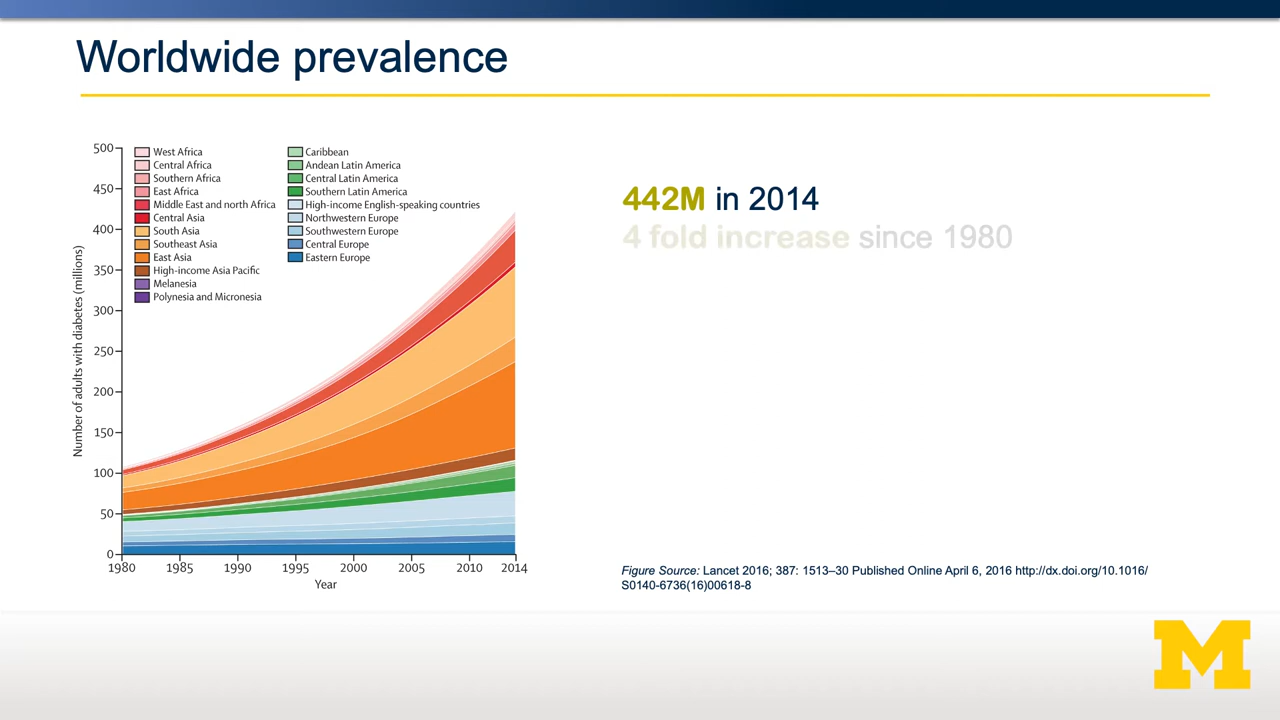 Worldwide prevalence
500
450
400
350
300
250
200
150
100
50
0
Number of adults with diabetes (millions)
West Africa
Central Africa
Southern Africa
East Africa
Middle East and north Africa
Central Asia
South Asia
Southeast Asia
East Asia
High-income Asia Pacific
Melanesia
Polynesia and Micronesia
Caribbean
Andean Latin America
Central Latin America
Southern Latin America
High-income English-speaking countries
Northwestern Europe
Southwestern Europe
Central Europe
Eastern Europe
1980 1985 1990 1995 2000 2005 2010 2014
Year
442M in 2014
4 fold increase since 1980
Figure Source: Lancet 2016; 387: 1513–30 Published Online April 6, 2016 http://dx.doi.org/10.1016/
S0140-6736(16)00618-8
M